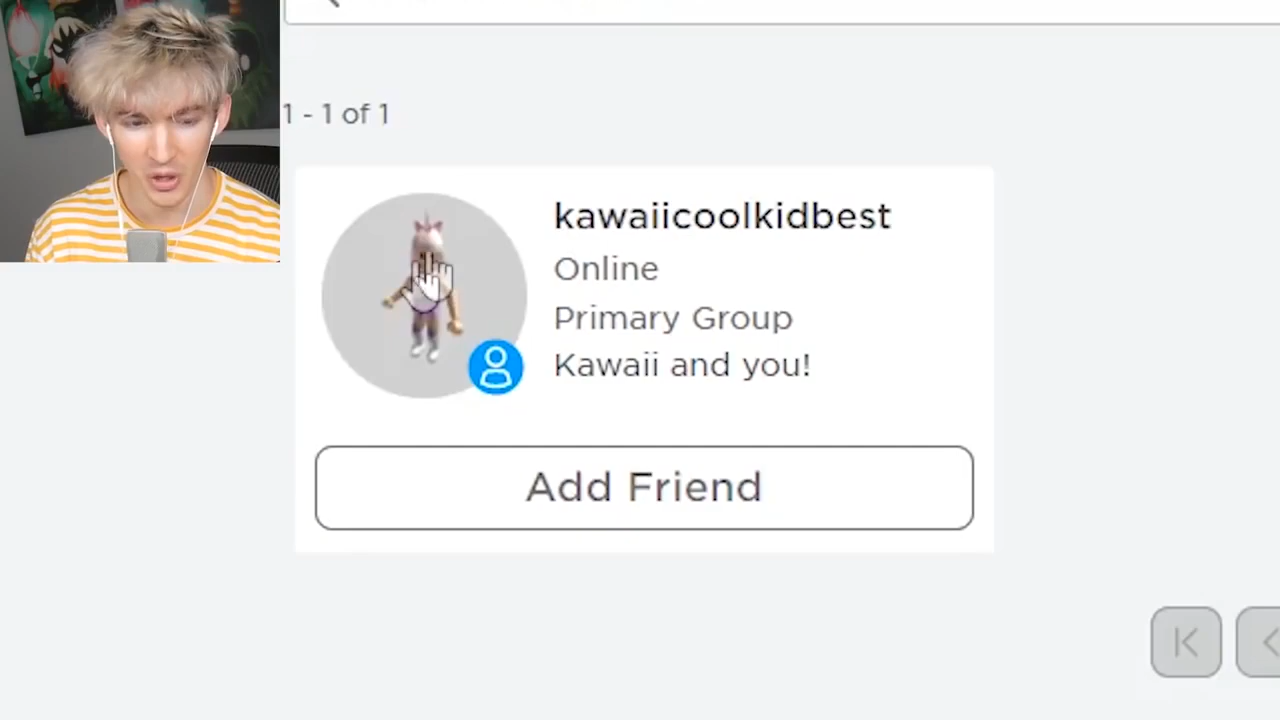 1 - 1 of 1
kawaiicoolkidbest
Online
Primary Group
Kawaii and you!
Add Friend